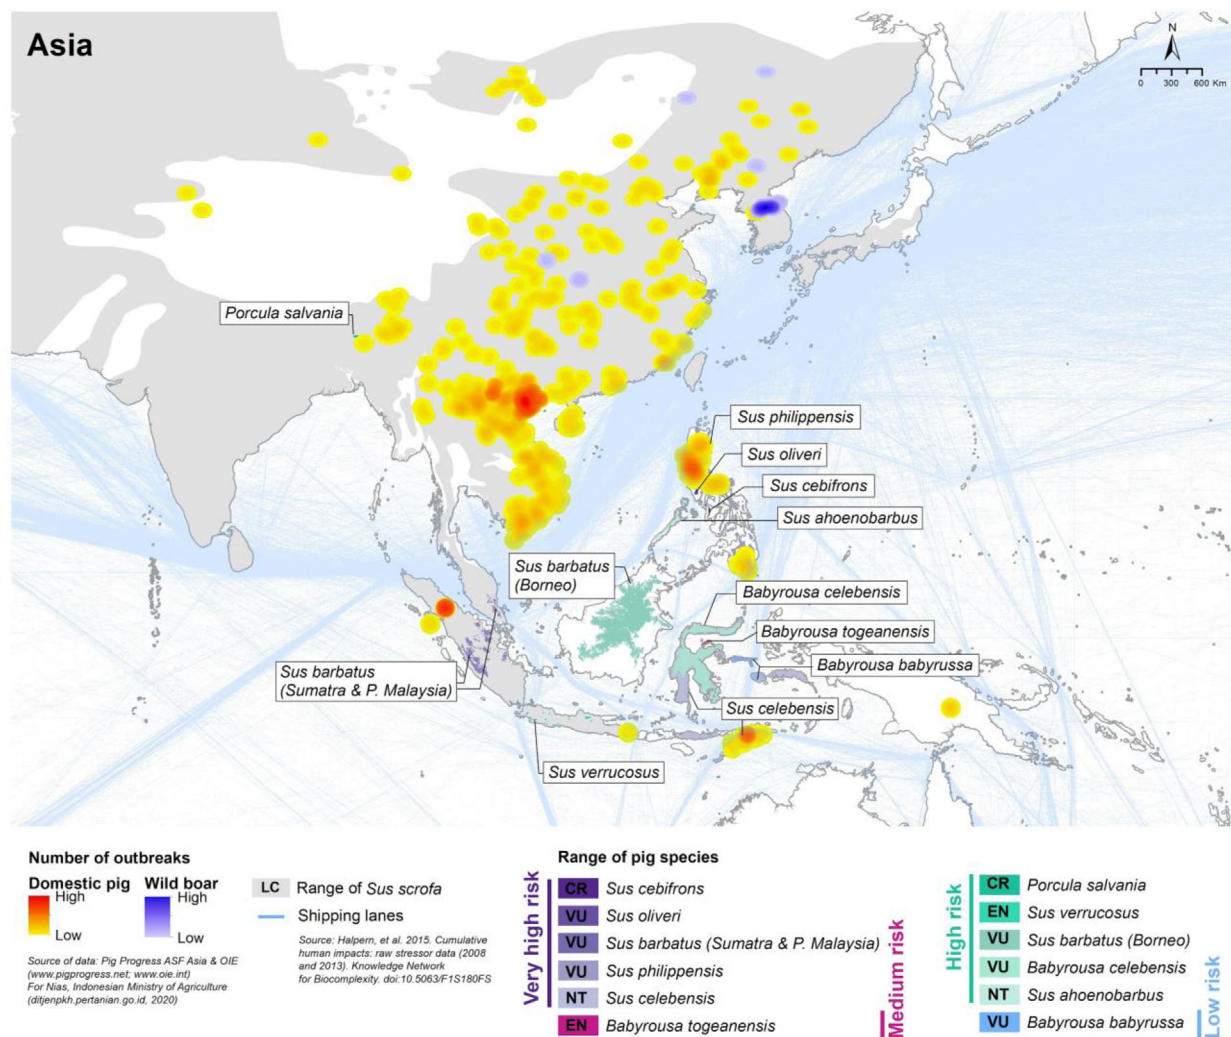 Asia
N
0 300 600 Km
Porcula salvania
Sus philippensis
Sus oliveri
Sus cebifrons
Sus ahoenobarbus
Sus barbatus
(Borneo)
Babyrousa celebensis
Babyrousa togeanensis
Babyrousa babyrussa
Sus barbatus
(Sumatra & P. Malaysia)
Sus celebensis
Sus verrucosus
Number of outbreaks
Domestic pig
High
Low
Wild boar
High
Low
Source of data: Pig Progress ASF Asia & OIE
(www.pigprogress.net; www.oie.int)
For Nias, Indonesian Ministry of Agriculture
(ditjenpkh.pertanian.go.id, 2020)
LC Range of Sus scrofa
Shipping lanes
Source: Halpern, et al. 2015. Cumulative
human impacts: raw stressor data (2008
and 2013). Knowledge Network
for Biocomplexity. doi:10.5063/F1S180FS
Range of pig species
Very high risk
CR Sus cebifrons
VU Sus oliveri
VU Sus barbatus (Sumatra & P. Malaysia)
VU Sus philippensis
NT Sus celebensis
EN Babyrousa togeanensis
Medium risk
High risk
CR Porcula salvania
EN Sus verrucosus
VU Sus barbatus (Borneo)
VU Babyrousa celebensis
NT Sus ahoenobarbus
VU Babyrousa babyrussa
Low risk